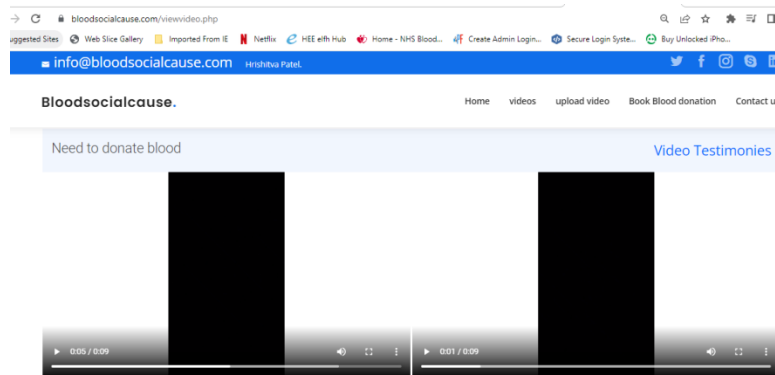 bloodsocialcause.com/viewvideo.php
uggested Sites Web Slice Gallery Imported From IE Netflix HEE elfh Hub Home - NHS Blood... Create Admin Login... Secure Login Syste... Buy Unlocked iPho...
info@bloodsocialcause.com Hrishitva Patel.
Bloodsocialcause. Home videos upload video Book Blood donation Contact u
Need to donate blood Video Testimonies
0:05 / 0:09 0:01 / 0:09